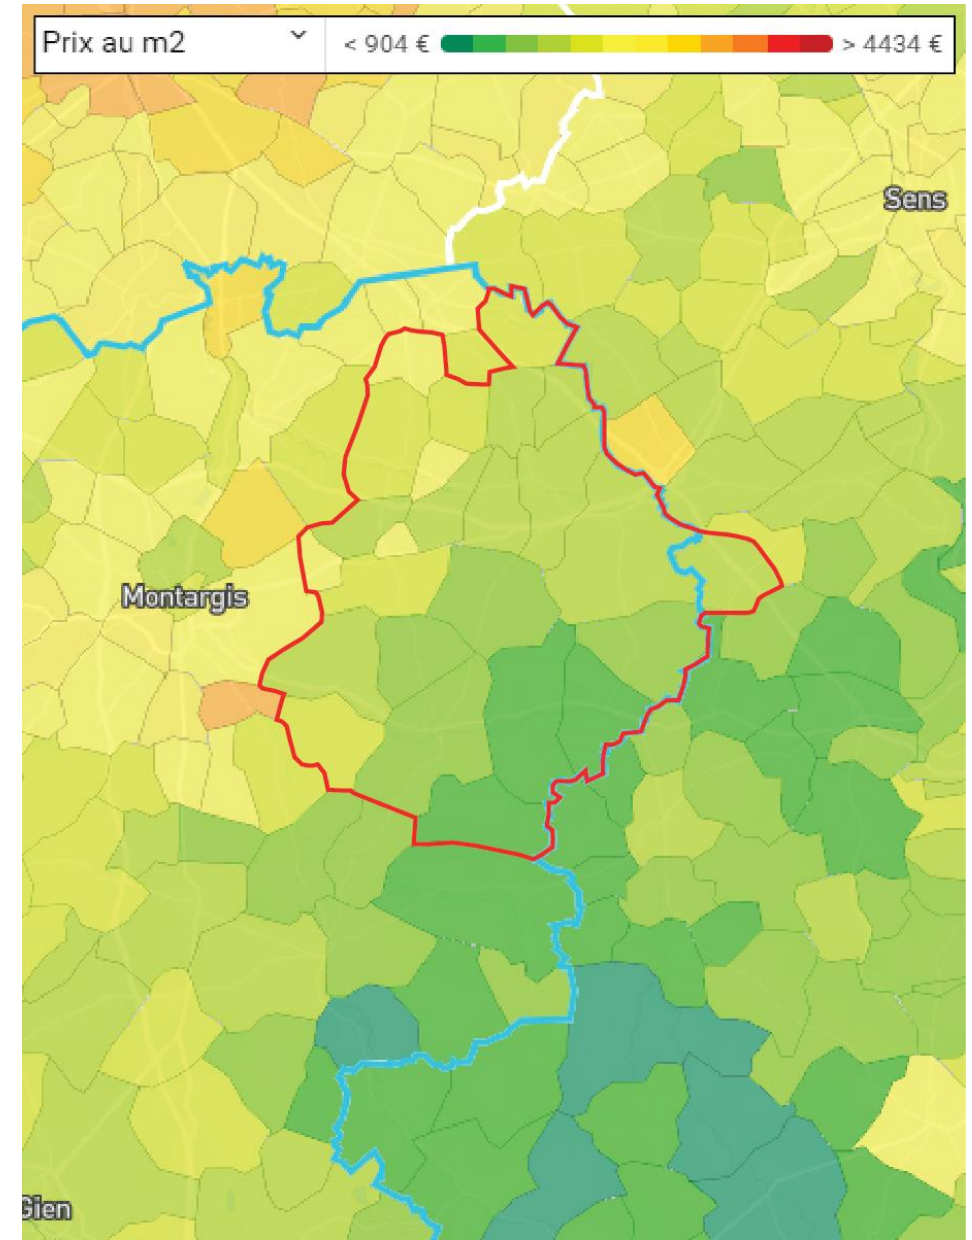 Prix au m2
< 904 €
> 4434 €
Sens
Montargis
Gien